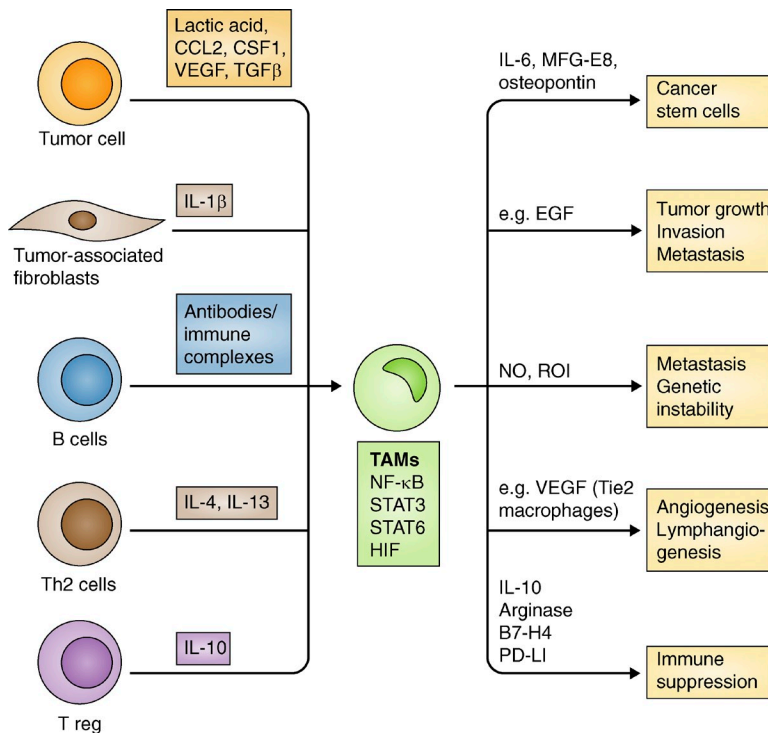 Lactic acid,
CCL2, CSF1,
VEGF, TGFβ
Tumor cell
IL-1β
Tumor-associated
fibroblasts
Antibodies/
immune
complexes
B cells
IL-4, IL-13
Th2 cells
IL-10
T reg
TAMs
NF-κB
STAT3
STAT6
HIF
IL-6, MFG-E8,
osteopontin
Cancer
stem cells
e.g. EGF
Tumor growth
Invasion
Metastasis
NO, ROI
Metastasis
Genetic
instability
e.g. VEGF (Tie2
macrophages)
Angiogenesis
Lymphangio-
genesis
IL-10
Arginase
B7-H4
PD-LI
Immune
suppression